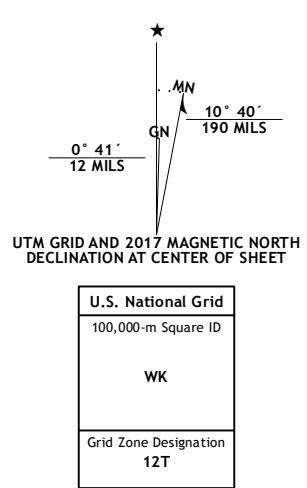 ★
MN
GN
10° 40´
190 MILS
0° 41´
12 MILS
UTM GRID AND 2017 MAGNETIC NORTH
DECLINATION AT CENTER OF SHEET
U.S. National Grid
100,000-m Square ID
WK
Grid Zone Designation
12T